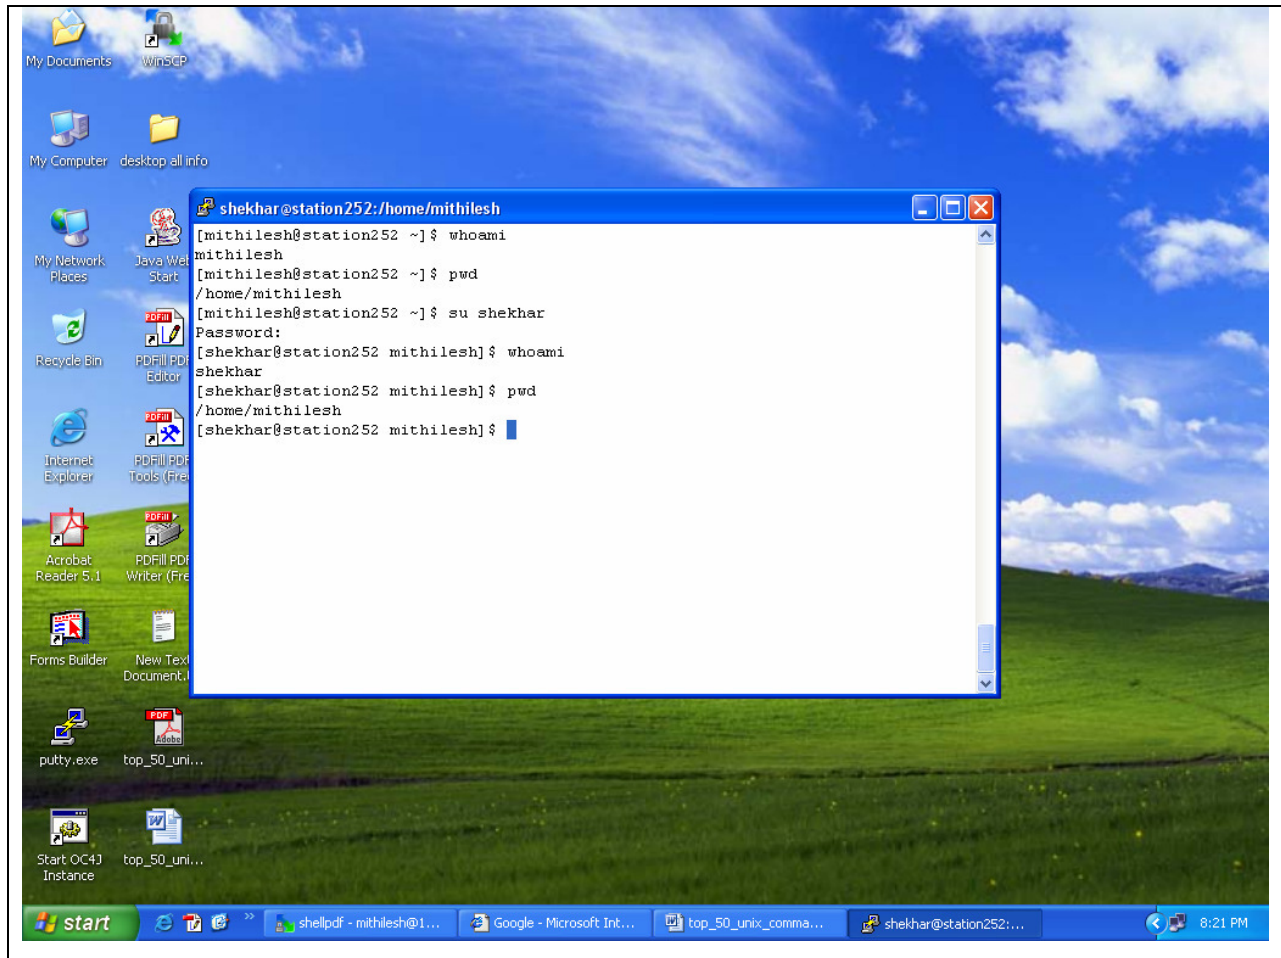 My Documents
WinSCP
My Computer
desktop all info
shekhar@station252:/home/mithilesh
[mithilesh@station252 ~]$ whoami
mithilesh
[mithilesh@station252 ~]$ pwd
/home/mithilesh
[mithilesh@station252 ~]$ su shekhar
Password:
[shekhar@station252 mithilesh]$ whoami
shekhar
[shekhar@station252 mithilesh]$ pwd
/home/mithilesh
[shekhar@station252 mithilesh]$
My Network
Places
Java Web
Start
Recycle Bin
PDFill PDF
Editor
Internet
Explorer
PDFill PDF
Tools (Fre
Acrobat
Reader 5.1
PDFill PDF
Writer (Fre
Forms Builder
New Text
Document.
putty.exe
PDF
Adobe
top_50_uni...
Start OC4J
Instance
top_50_uni...
start
shellpdf - mithilesh@1...
Google - Microsoft Int...
top_50_unix_comma...
shekhar@station252:...
8:21 PM